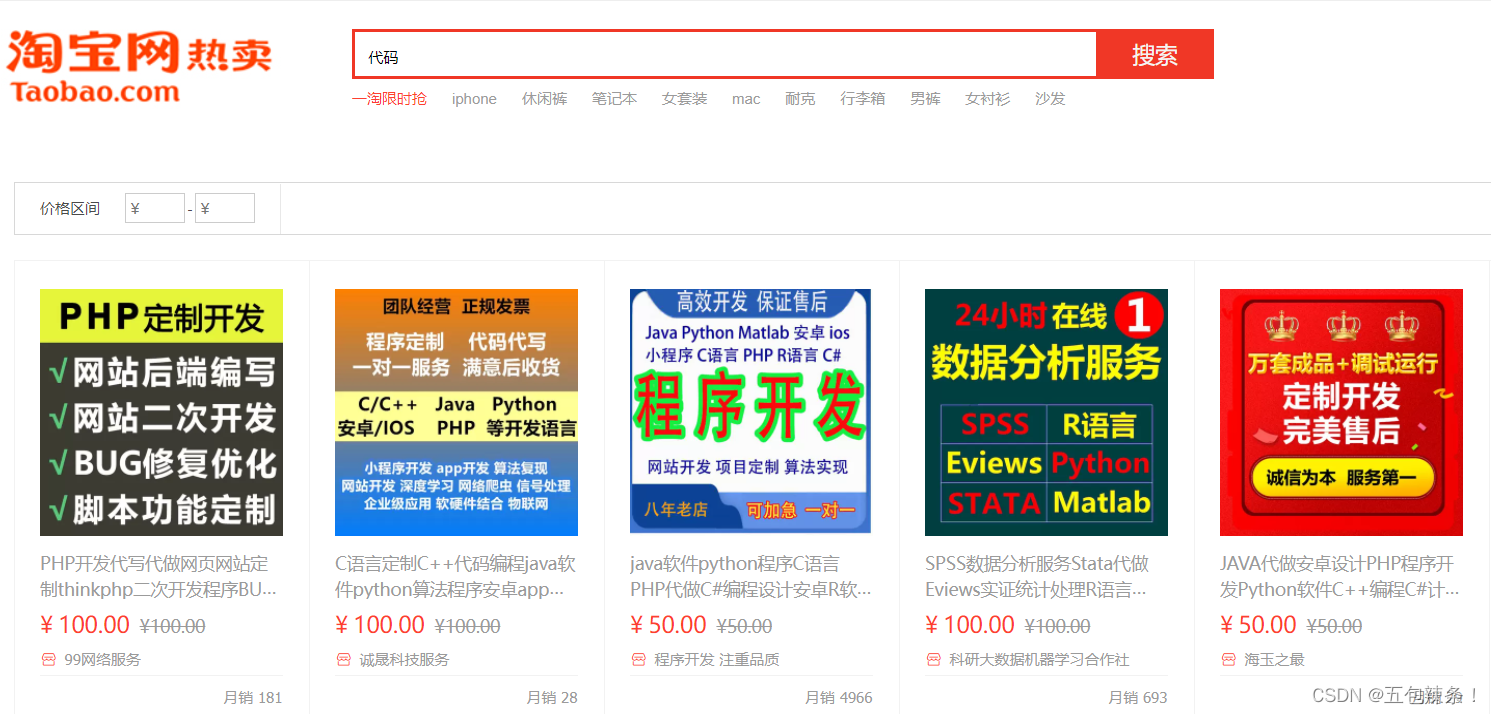 淘宝网热卖
Taobao.com
代码
搜索
一淘限时抢 iphone 休闲裤 笔记本 女套装 mac 耐克 行李箱 男裤 女衬衫 沙发
价格区间 ¥ - ¥
PHP定制开发
√网站后端编写
√网站二次开发
√BUG修复优化
√脚本功能定制
PHP开发代写代做网页网站定
制thinkphp二次开发程序BU...
¥ 100.00 ¥100.00
99网络服务
月销 181
团队经营 正规发票
程序定制 代码代写
一对一服务 满意后收货
C/C++ Java Python
安卓/IOS PHP 等开发语言
小程序开发 app开发 算法复现
网站开发 深度学习 网络爬虫 信号处理
企业级应用 软硬件结合 物联网
C语言定制C++代码编程java软
件python算法程序安卓app...
¥ 100.00 ¥100.00
诚晟科技服务
月销 28
高效开发 保证售后
Java Python Matlab 安卓 ios
小程序 C语言 PHP R语言 C#
程序开发
网站开发 项目定制 算法实现
八年老店 可加急 一对一
java软件python程序C语言
PHP代做C#编程设计安卓R软...
¥ 50.00 ¥50.00
程序开发 注重品质
月销 4966
24小时在线 1
数据分析服务
SPSS R语言
Eviews Python
STATA Matlab
SPSS数据分析服务Stata代做
Eviews实证统计处理R语言...
¥ 100.00 ¥100.00
科研大数据机器学习合作社
月销 693
万套成品+调试运行
定制开发
完美售后
诚信为本 服务第一
JAVA代做安卓设计PHP程序开
发Python软件C++编程C#计...
¥ 50.00 ¥50.00
海玉之最
CSDN @五包辣条！